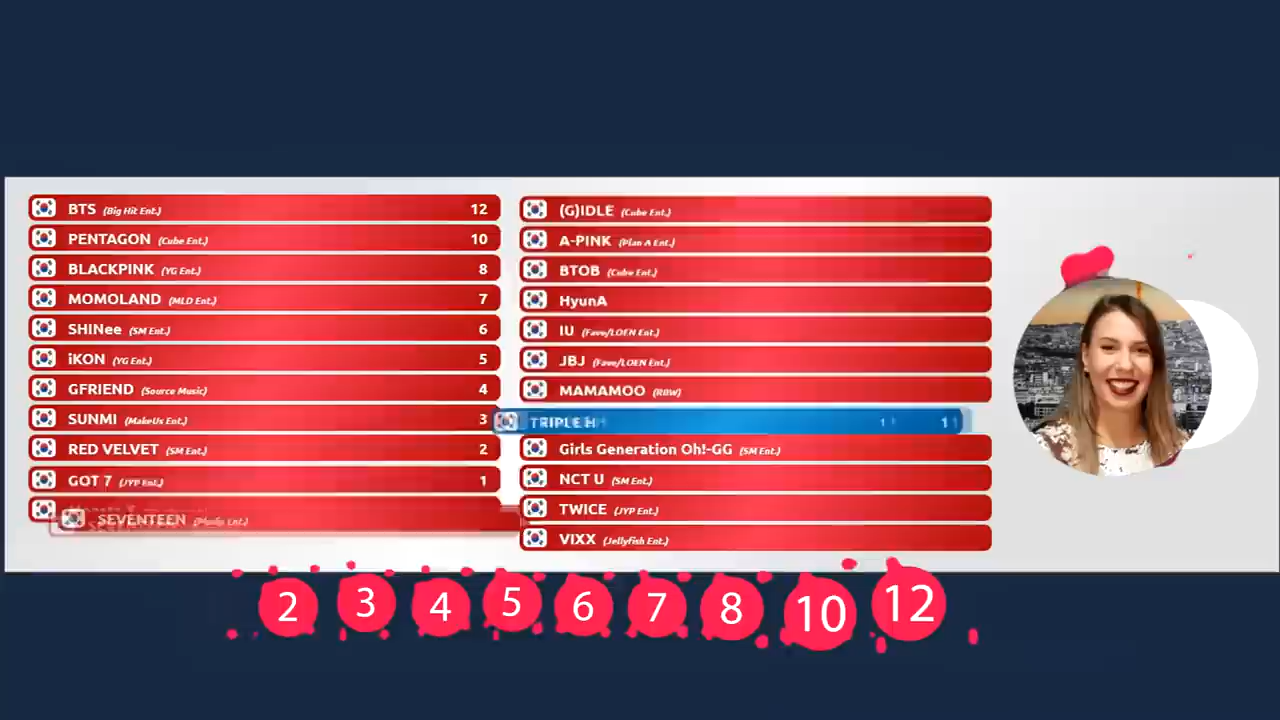 BTS (Big Hit Ent.) 12
PENTAGON (Cube Ent.) 10
BLACKPINK (YG Ent.) 8
MOMOLAND (MLD Ent.) 7
SHINee (SM Ent.) 6
iKON (YG Ent.) 5
GFRIEND (Source Music) 4
SUNMI (MakeUs Ent.) 3
RED VELVET (SM Ent.) 2
GOT 7 (JYP Ent.) 1
SEVENTEEN (Pledis Ent.)
(G)IDLE (Cube Ent.)
A-PINK (Plan A Ent.)
BTOB (Cube Ent.)
HyunA
IU (Fave/LOEN Ent.)
JBJ (Fave/LOEN Ent.)
MAMAMOO (RBW)
TRIPLE H 1
Girls Generation Oh!-GG (SM Ent.)
NCT U (SM Ent.)
TWICE (JYP Ent.)
VIXX (Jellyfish Ent.)
2 3 4 5 6 7 8 10 12